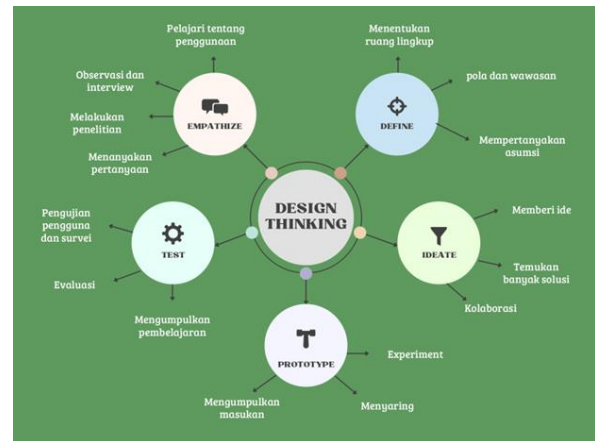 Pelajari tentang
penggunaan
Observasi dan
interview
Melakukan
penelitian
Menanyakan
pertanyaan
EMPATHIZE
Menentukan
ruang lingkup
pola dan wawasan
Mempertanyakan
asumsi
DEFINE
DESIGN
THINKING
Memberi ide
Temukan
banyak solusi
Kolaborasi
IDEATE
Pengujian
pengguna
dan survei
Evaluasi
Mengumpulkan
pembelajaran
TEST
PROTOTYPE
Experiment
Menyaring
Mengumpulkan
masukan